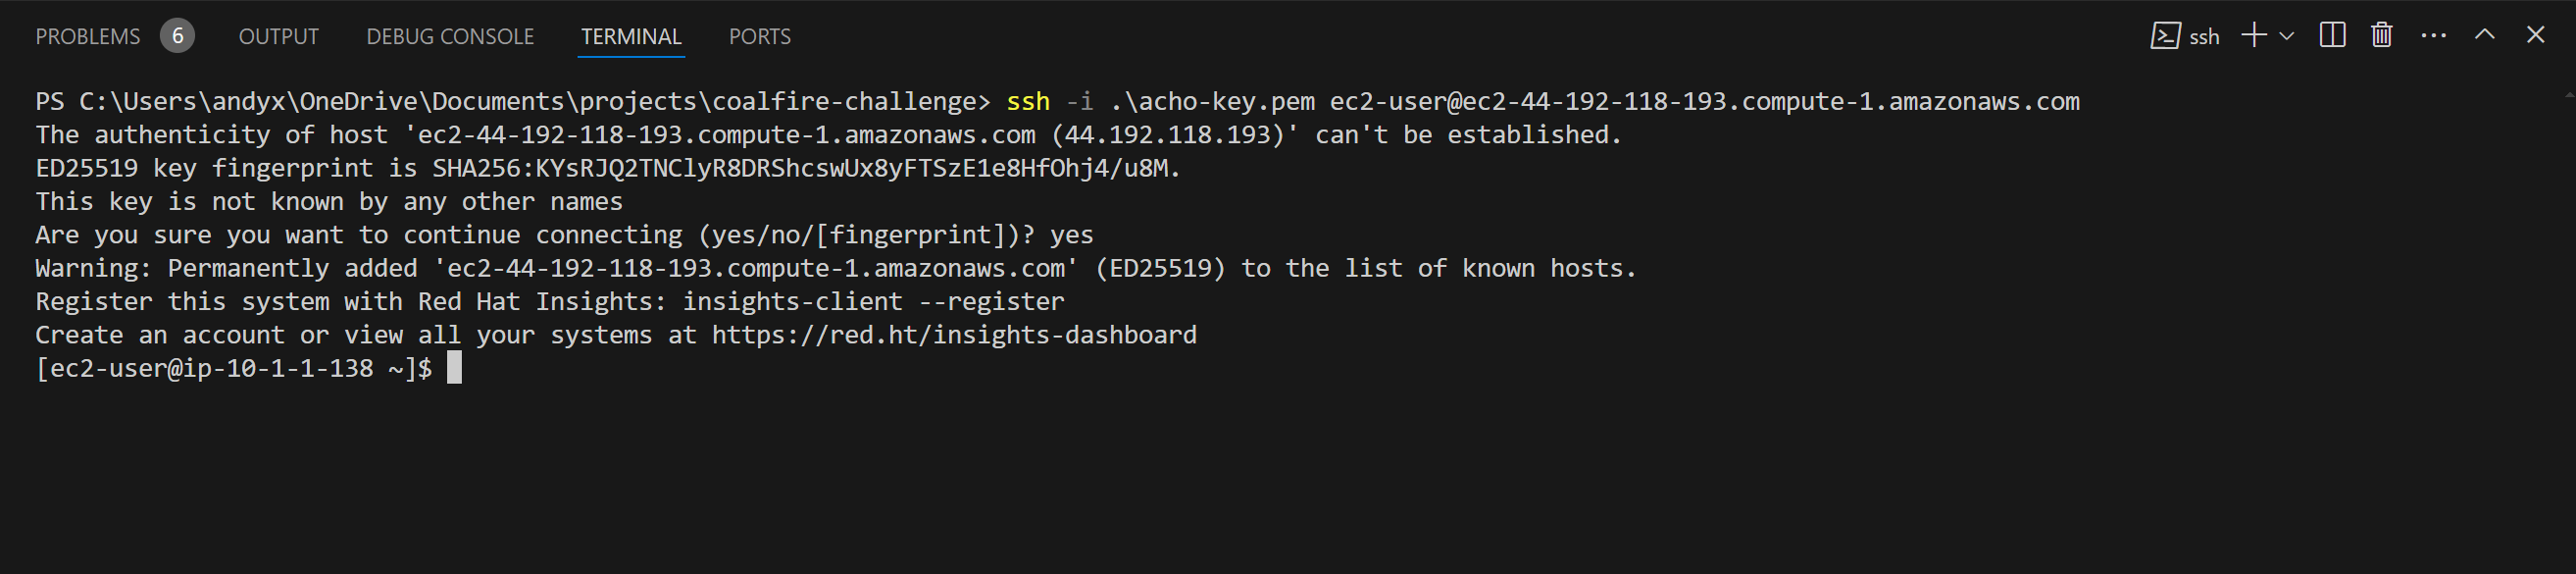 PROBLEMS 6 OUTPUT DEBUG CONSOLE TERMINAL PORTS ssh
PS C:\Users\andyx\OneDrive\Documents\projects\coalfire-challenge> ssh -i .\acho-key.pem ec2-user@ec2-44-192-118-193.compute-1.amazonaws.com
The authenticity of host 'ec2-44-192-118-193.compute-1.amazonaws.com (44.192.118.193)' can't be established.
ED25519 key fingerprint is SHA256:KYsRJQ2TNClyR8DRShcswUx8yFTSzE1e8HfOhj4/u8M.
This key is not known by any other names
Are you sure you want to continue connecting (yes/no/[fingerprint])? yes
Warning: Permanently added 'ec2-44-192-118-193.compute-1.amazonaws.com' (ED25519) to the list of known hosts.
Register this system with Red Hat Insights: insights-client --register
Create an account or view all your systems at https://red.ht/insights-dashboard
[ec2-user@ip-10-1-1-138 ~]$